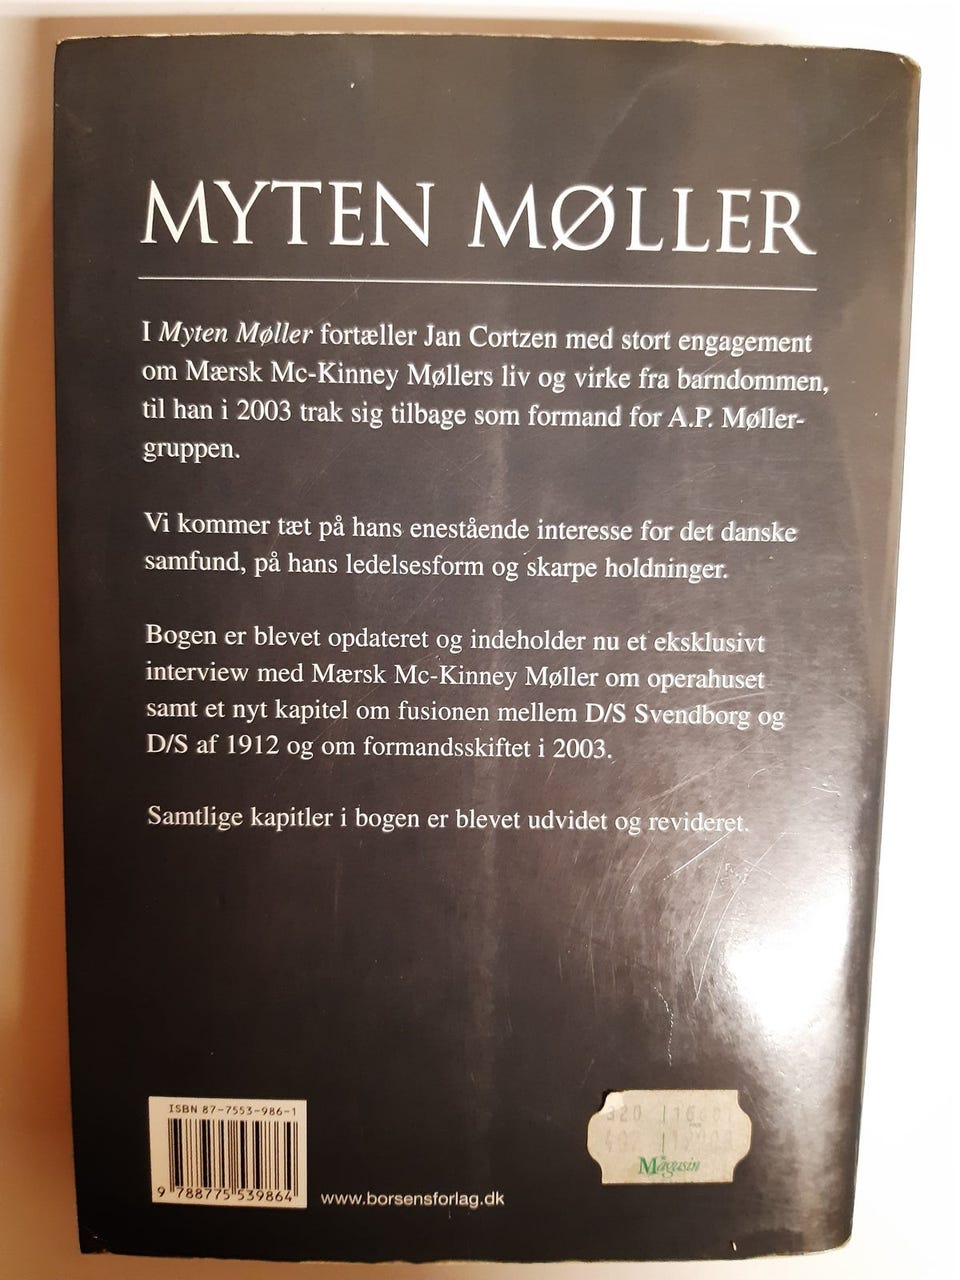 MYTEN MØLLER
I Myten Møller fortæller Jan Cortzen med stort engagement
om Mærsk Mc-Kinney Møllers liv og virke fra barndommen,
til han i 2003 trak sig tilbage som formand for A.P. Møller-
gruppen.
Vi kommer tæt på hans enestående interesse for det danske
samfund, på hans ledelsesform og skarpe holdninger.
Bogen er blevet opdateret og indeholder nu et eksklusivt
interview med Mærsk Mc-Kinney Møller om operahuset
samt et nyt kapitel om fusionen mellem D/S Svendborg og
D/S af 1912 og om formandsskiftet i 2003.
Samtlige kapitler i bogen er blevet udvidet og revideret.
ISBN 87-7553-986-1
9 788775 539864
www.borsensforlag.dk
320
Magasin